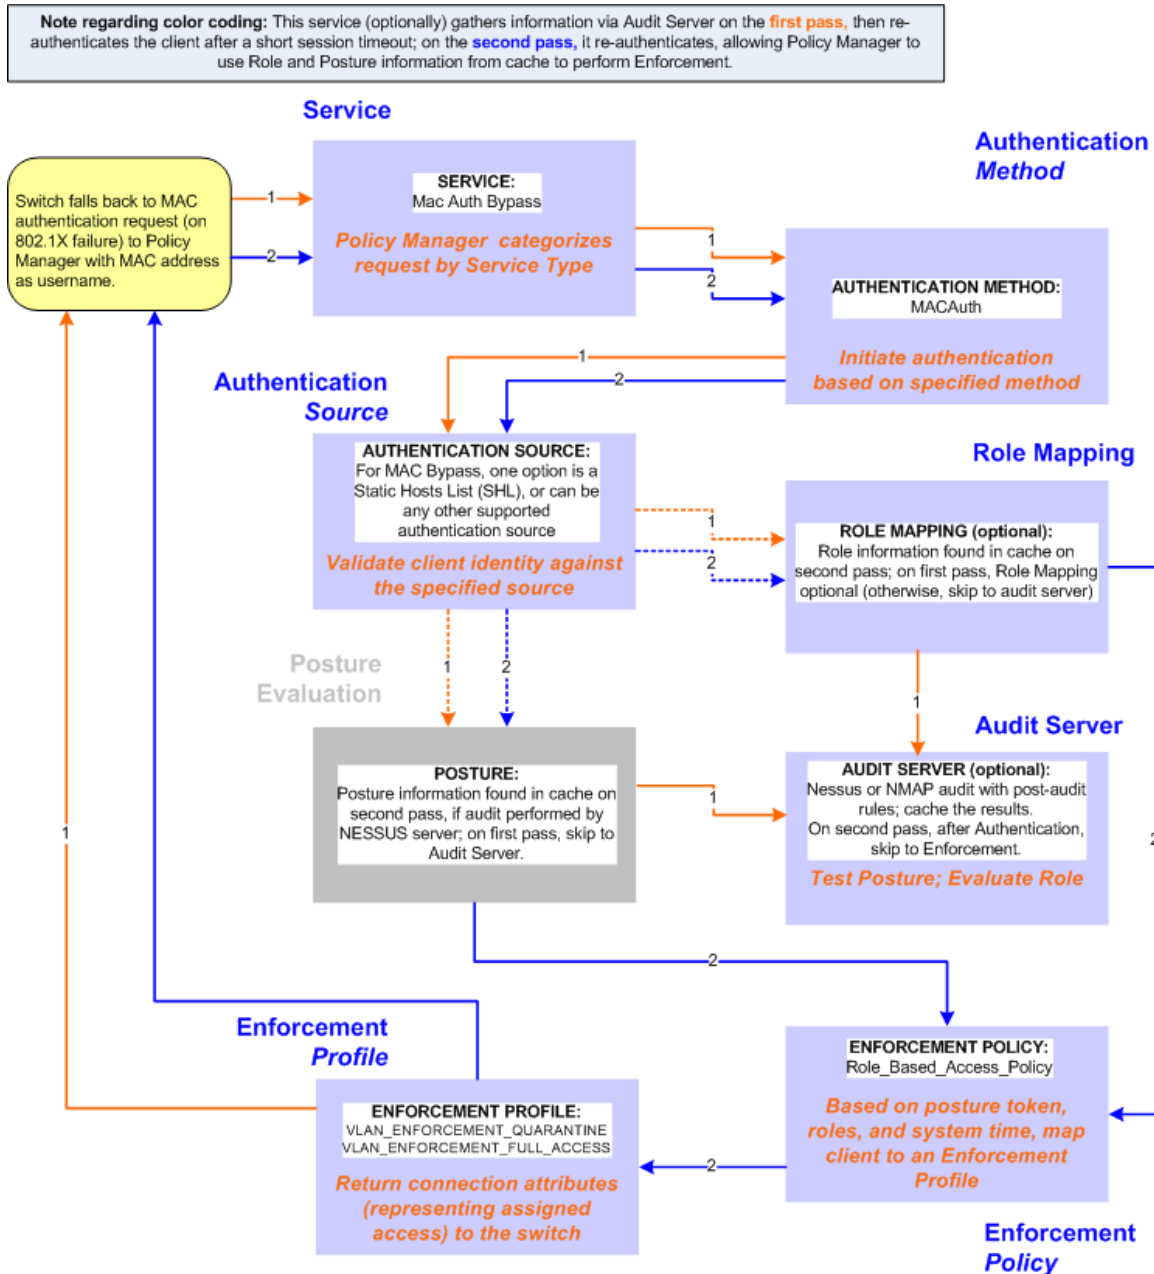 Note regarding color coding: This service (optionally) gathers information via Audit Server on the first pass, then re-
authenticates the client after a short session timeout; on the second pass, it re-authenticates, allowing Policy Manager to
use Role and Posture information from cache to perform Enforcement.
Service
Authentication
Method
Switch falls back to MAC
authentication request (on
802.1X failure) to Policy
Manager with MAC address
as username.
1
2
SERVICE:
Mac Auth Bypass
Policy Manager categorizes
request by Service Type
1
2
AUTHENTICATION METHOD:
MACAuth
Initiate authentication
based on specified method
1
2
Authentication
Source
AUTHENTICATION SOURCE:
For MAC Bypass, one option is a
Static Hosts List (SHL), or can be
any other supported
authentication source
Validate client identity against
the specified source
1
2
Role Mapping
ROLE MAPPING (optional):
Role information found in cache on
second pass; on first pass, Role Mapping
optional (otherwise, skip to audit server)
1
2
Posture
Evaluation
1
Audit Server
POSTURE:
Posture information found in cache on
second pass, if audit performed by
NESSUS server; on first pass, skip to
Audit Server.
1
AUDIT SERVER (optional):
Nessus or NMAP audit with post-audit
rules; cache the results.
On second pass, after Authentication,
skip to Enforcement.
Test Posture; Evaluate Role
1
2
2
Enforcement
Profile
ENFORCEMENT POLICY:
Role_Based_Access_Policy
Based on posture token,
roles, and system time, map
client to an Enforcement
Profile
2
ENFORCEMENT PROFILE:
VLAN_ENFORCEMENT_QUARANTINE
VLAN_ENFORCEMENT_FULL_ACCESS
Return connection attributes
(representing assigned
access) to the switch
Enforcement
Policy